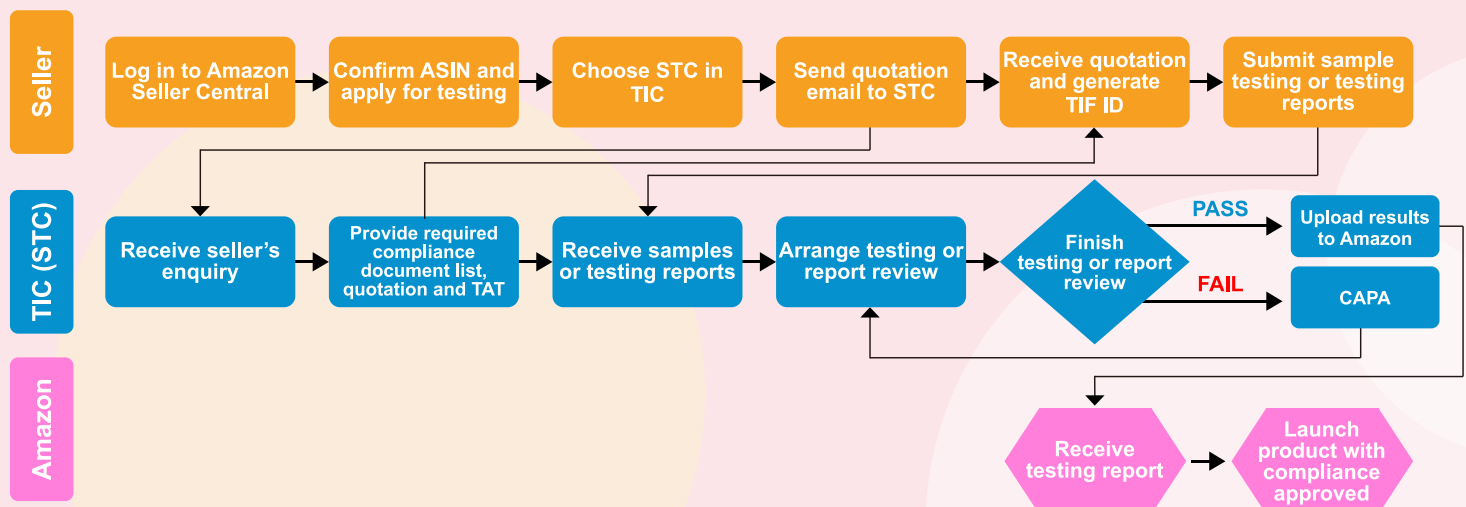 Seller
Log in to Amazon
Seller Central
Confirm ASIN and
apply for testing
Choose STC in
TIC
Send quotation
email to STC
Receive quotation
and generate
TIF ID
Submit sample
testing or testing
reports
TIC (STC)
Receive seller's
enquiry
Provide required
compliance
document list,
quotation and TAT
Receive samples
or testing reports
Arrange testing or
report review
Finish
testing or report
review
PASS
Upload results
to Amazon
FAIL
CAPA
Amazon
Receive
testing report
Launch
product with
compliance
approved